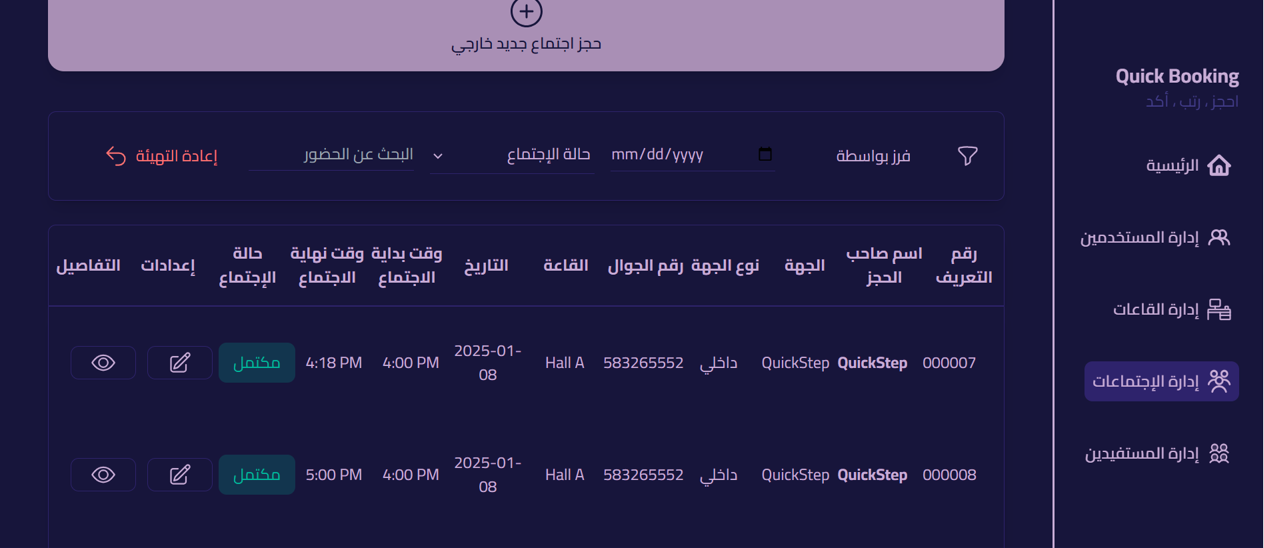 حجز اجتماع جديد خارجي
Quick Booking
احجز ، رتب ، أكد
الرئيسية
إدارة المستخدمين
إدارة القاعات
إدارة الإجتماعات
إدارة المستفيدين
فرز بواسطة
mm/dd/yyyy
حالة الإجتماع
البحث عن الحضور
إعادة التهيئة
رقم التعريف
اسم صاحب الحجز
الجهة
نوع الجهة
رقم الجوال
القاعة
التاريخ
وقت بداية الاجتماع
وقت نهاية الاجتماع
حالة الإجتماع
إعدادات
التفاصيل
000007
QuickStep
QuickStep
داخلي
583265552
Hall A
2025-01-08
4:00 PM
4:18 PM
مكتمل
000008
QuickStep
QuickStep
داخلي
583265552
Hall A
2025-01-08
4:00 PM
5:00 PM
مكتمل